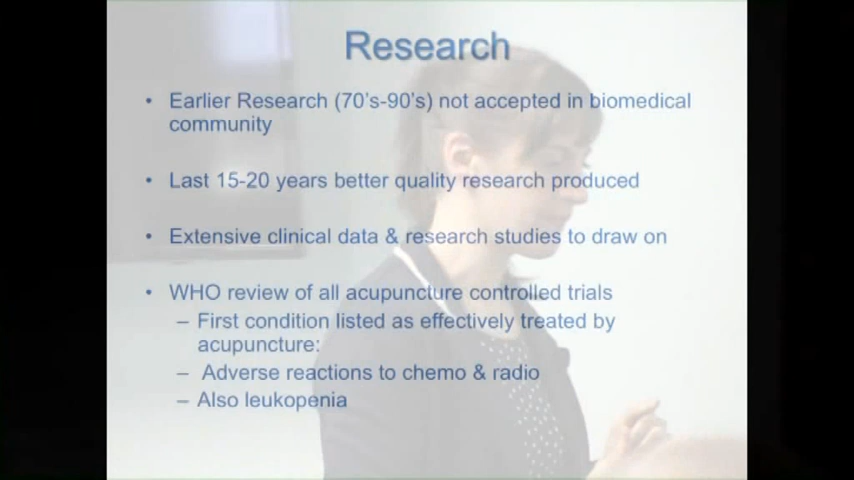 Research
• Earlier Research (70's-90's) not accepted in biomedical
community
• Last 15-20 years better quality research produced
• Extensive clinical data & research studies to draw on
• WHO review of all acupuncture controlled trials
– First condition listed as effectively treated by
acupuncture:
– Adverse reactions to chemo & radio
– Also leukopenia